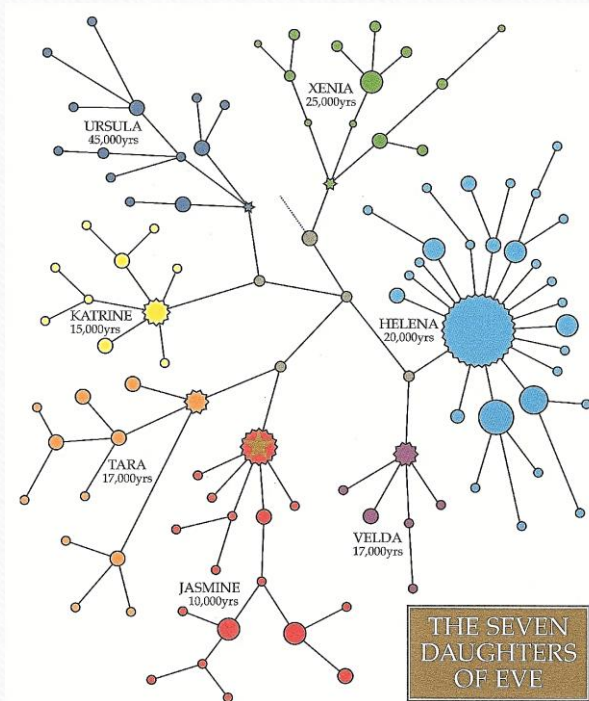 XENIA
25,000yrs
URSULA
45,000yrs
KATRINE
15,000yrs
HELENA
20,000yrs
TARA
17,000yrs
VELDA
17,000yrs
JASMINE
10,000yrs
THE SEVEN
DAUGHTERS
OF EVE